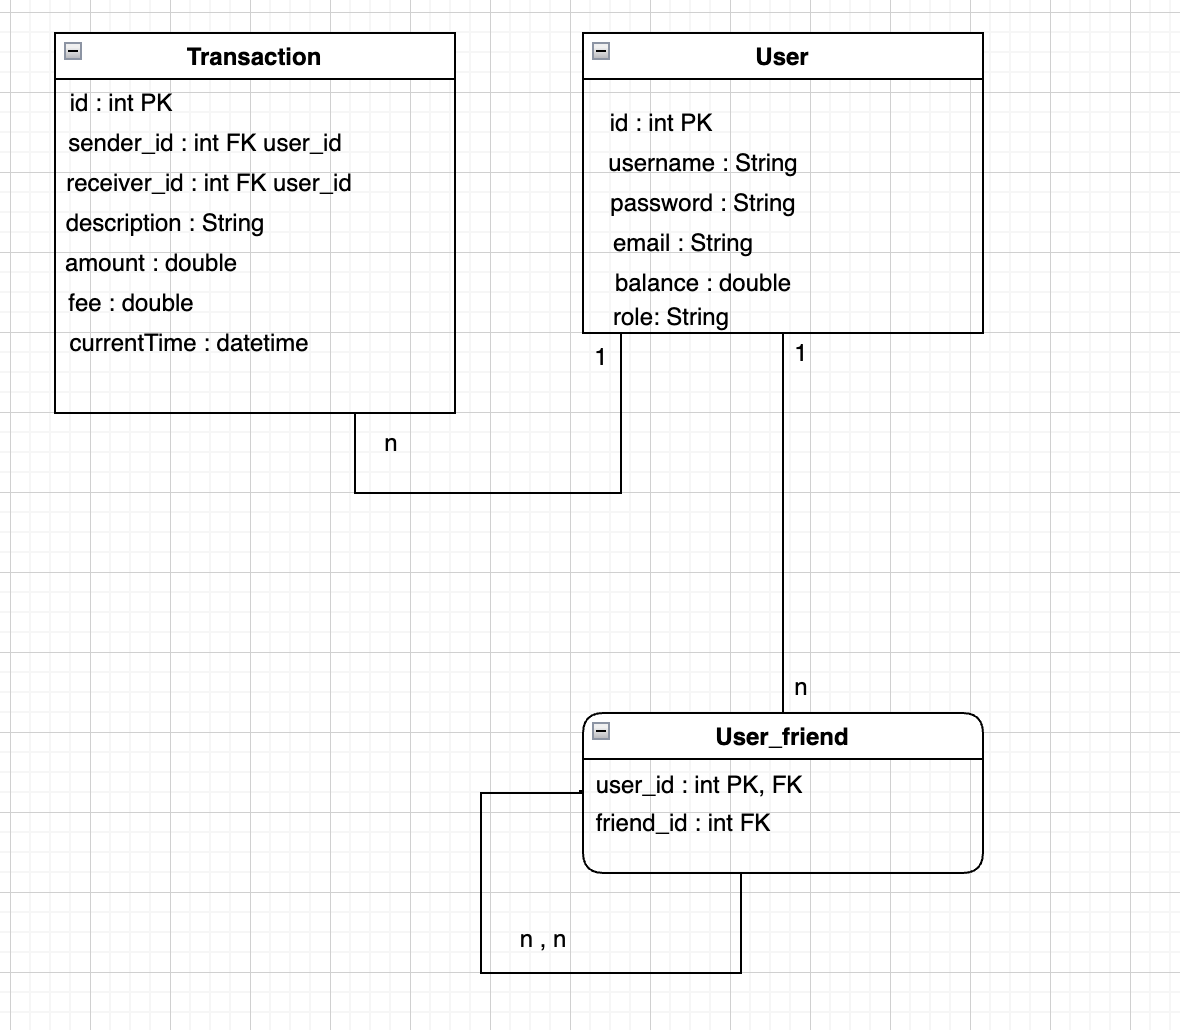 Transaction
id : int PK
sender_id : int FK user_id
receiver_id : int FK user_id
description : String
amount : double
fee : double
currentTime : datetime
n
User
id : int PK
username : String
password : String
email : String
balance : double
role: String
1
1
n
User_friend
user_id : int PK, FK
friend_id : int FK
n , n